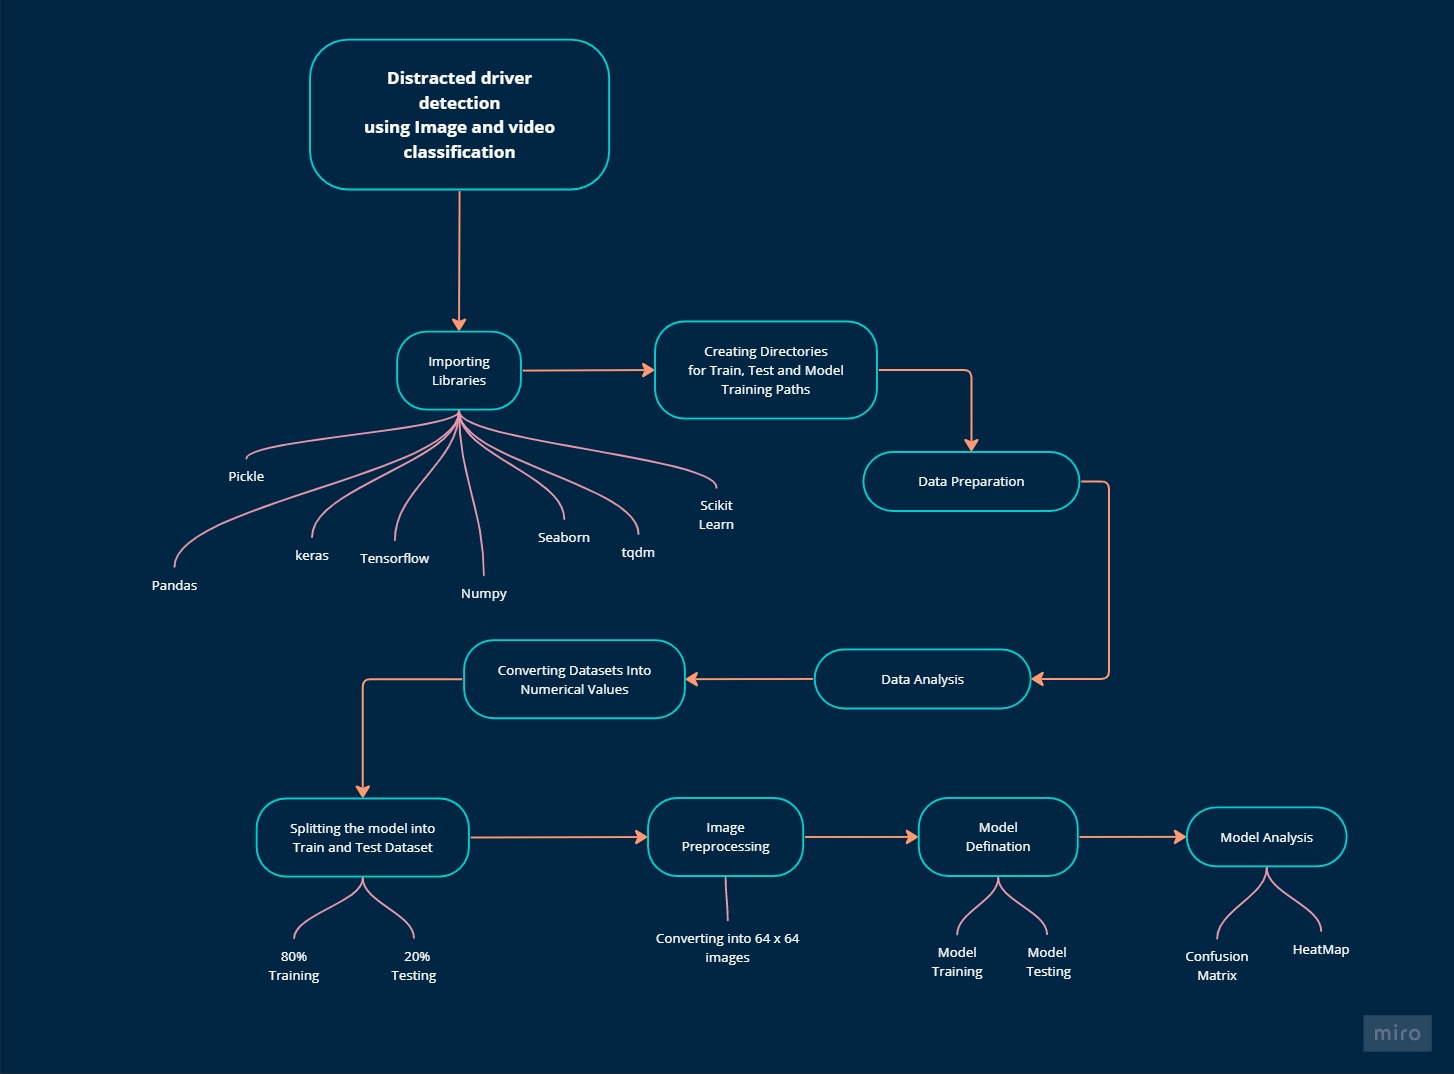 Distracted driver
detection
using Image and video
classification
Importing
Libraries
Creating Directories
for Train, Test and Model
Training Paths
Data Preparation
Pickle
Pandas
keras
Tensorflow
Numpy
Seaborn
tqdm
Scikit
Learn
Data Analysis
Converting Datasets Into
Numerical Values
Splitting the model into
Train and Test Dataset
80%
Training
20%
Testing
Image
Preprocessing
Converting into 64 x 64
images
Model
Defination
Model
Training
Model
Testing
Model Analysis
Confusion
Matrix
HeatMap
miro